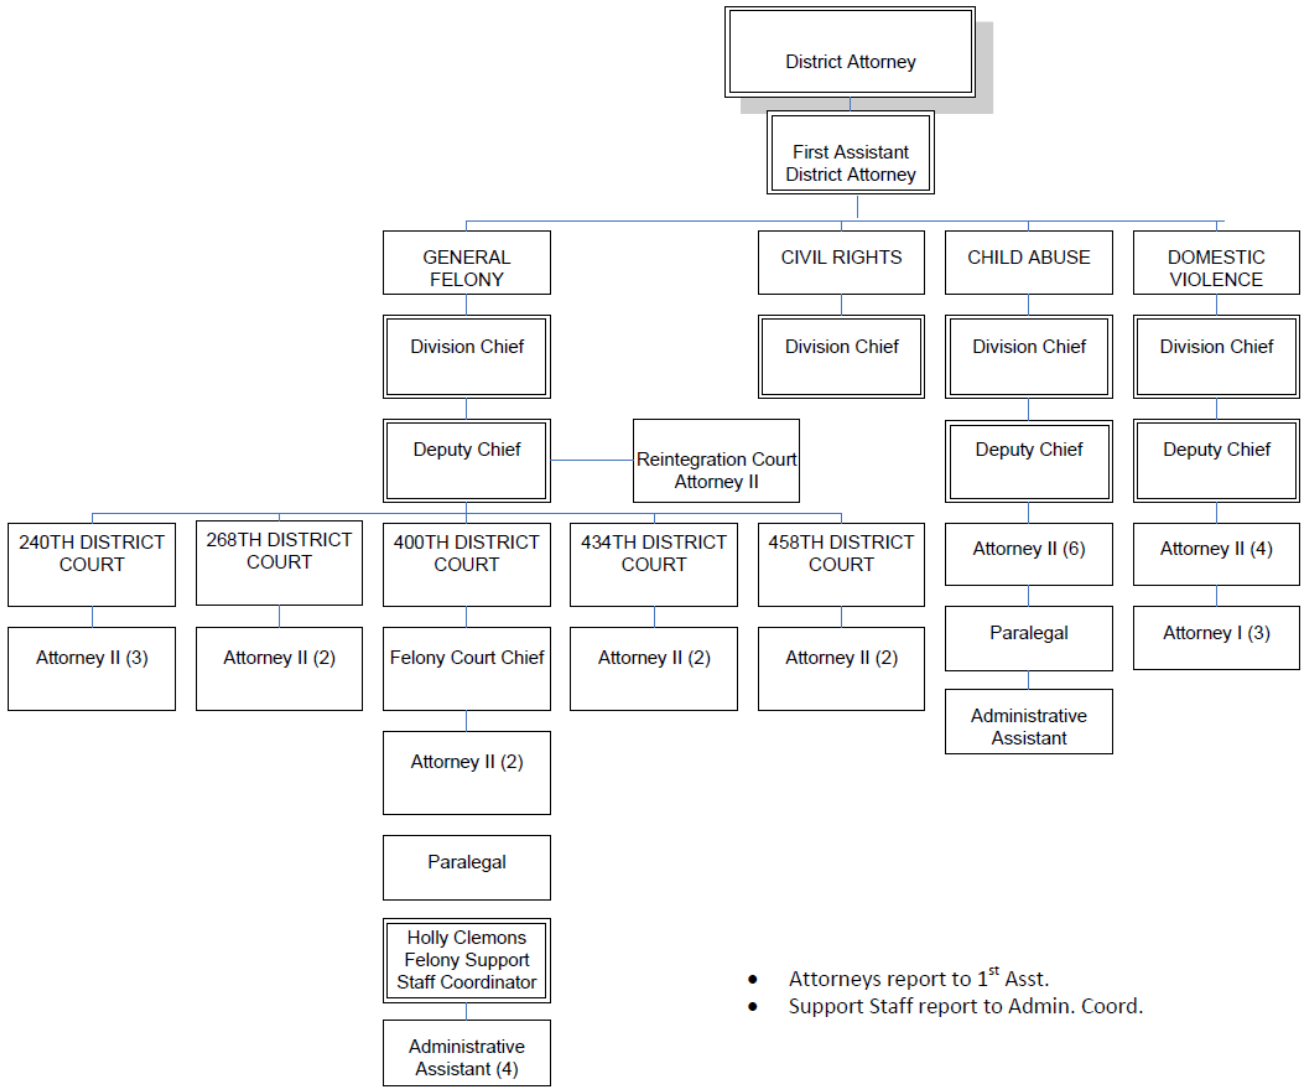 District Attorney
First Assistant
District Attorney
GENERAL
FELONY
CIVIL RIGHTS
CHILD ABUSE
DOMESTIC
VIOLENCE
Division Chief
Division Chief
Division Chief
Division Chief
Deputy Chief
Reintegration Court
Attorney II
Deputy Chief
Deputy Chief
240TH DISTRICT
COURT
268TH DISTRICT
COURT
400TH DISTRICT
COURT
434TH DISTRICT
COURT
458TH DISTRICT
COURT
Attorney II (6)
Attorney II (4)
Attorney II (3)
Attorney II (2)
Felony Court Chief
Attorney II (2)
Attorney II (2)
Paralegal
Attorney I (3)
Administrative
Assistant
Attorney II (2)
Paralegal
Holly Clemons
Felony Support
Staff Coordinator
Administrative
Assistant (4)
• Attorneys report to 1st Asst.
• Support Staff report to Admin. Coord.